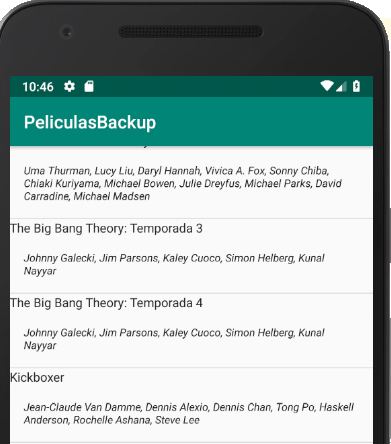 10:46
PeliculasBackup
Uma Thurman, Lucy Liu, Daryl Hannah, Vivica A. Fox, Sonny Chiba,
Chiaki Kuriyama, Michael Bowen, Julie Dreyfus, Michael Parks, David
Carradine, Michael Madsen
The Big Bang Theory: Temporada 3
Johnny Galecki, Jim Parsons, Kaley Cuoco, Simon Helberg, Kunal
Nayyar
The Big Bang Theory: Temporada 4
Johnny Galecki, Jim Parsons, Kaley Cuoco, Simon Helberg, Kunal
Nayyar
Kickboxer
Jean-Claude Van Damme, Dennis Alexio, Dennis Chan, Tong Po, Haskell
Anderson, Rochelle Ashana, Steve Lee